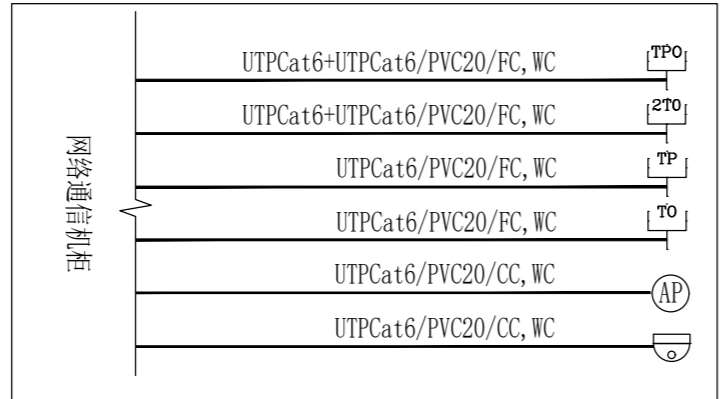 UTPCat6+UTPCat6/PVC20/FC,WC TPO
UTPCat6+UTPCat6/PVC20/FC,WC 2TO
UTPCat6/PVC20/FC,WC TP
UTPCat6/PVC20/FC,WC TO
UTPCat6/PVC20/CC,WC AP
UTPCat6/PVC20/CC,WC
网络通信机柜